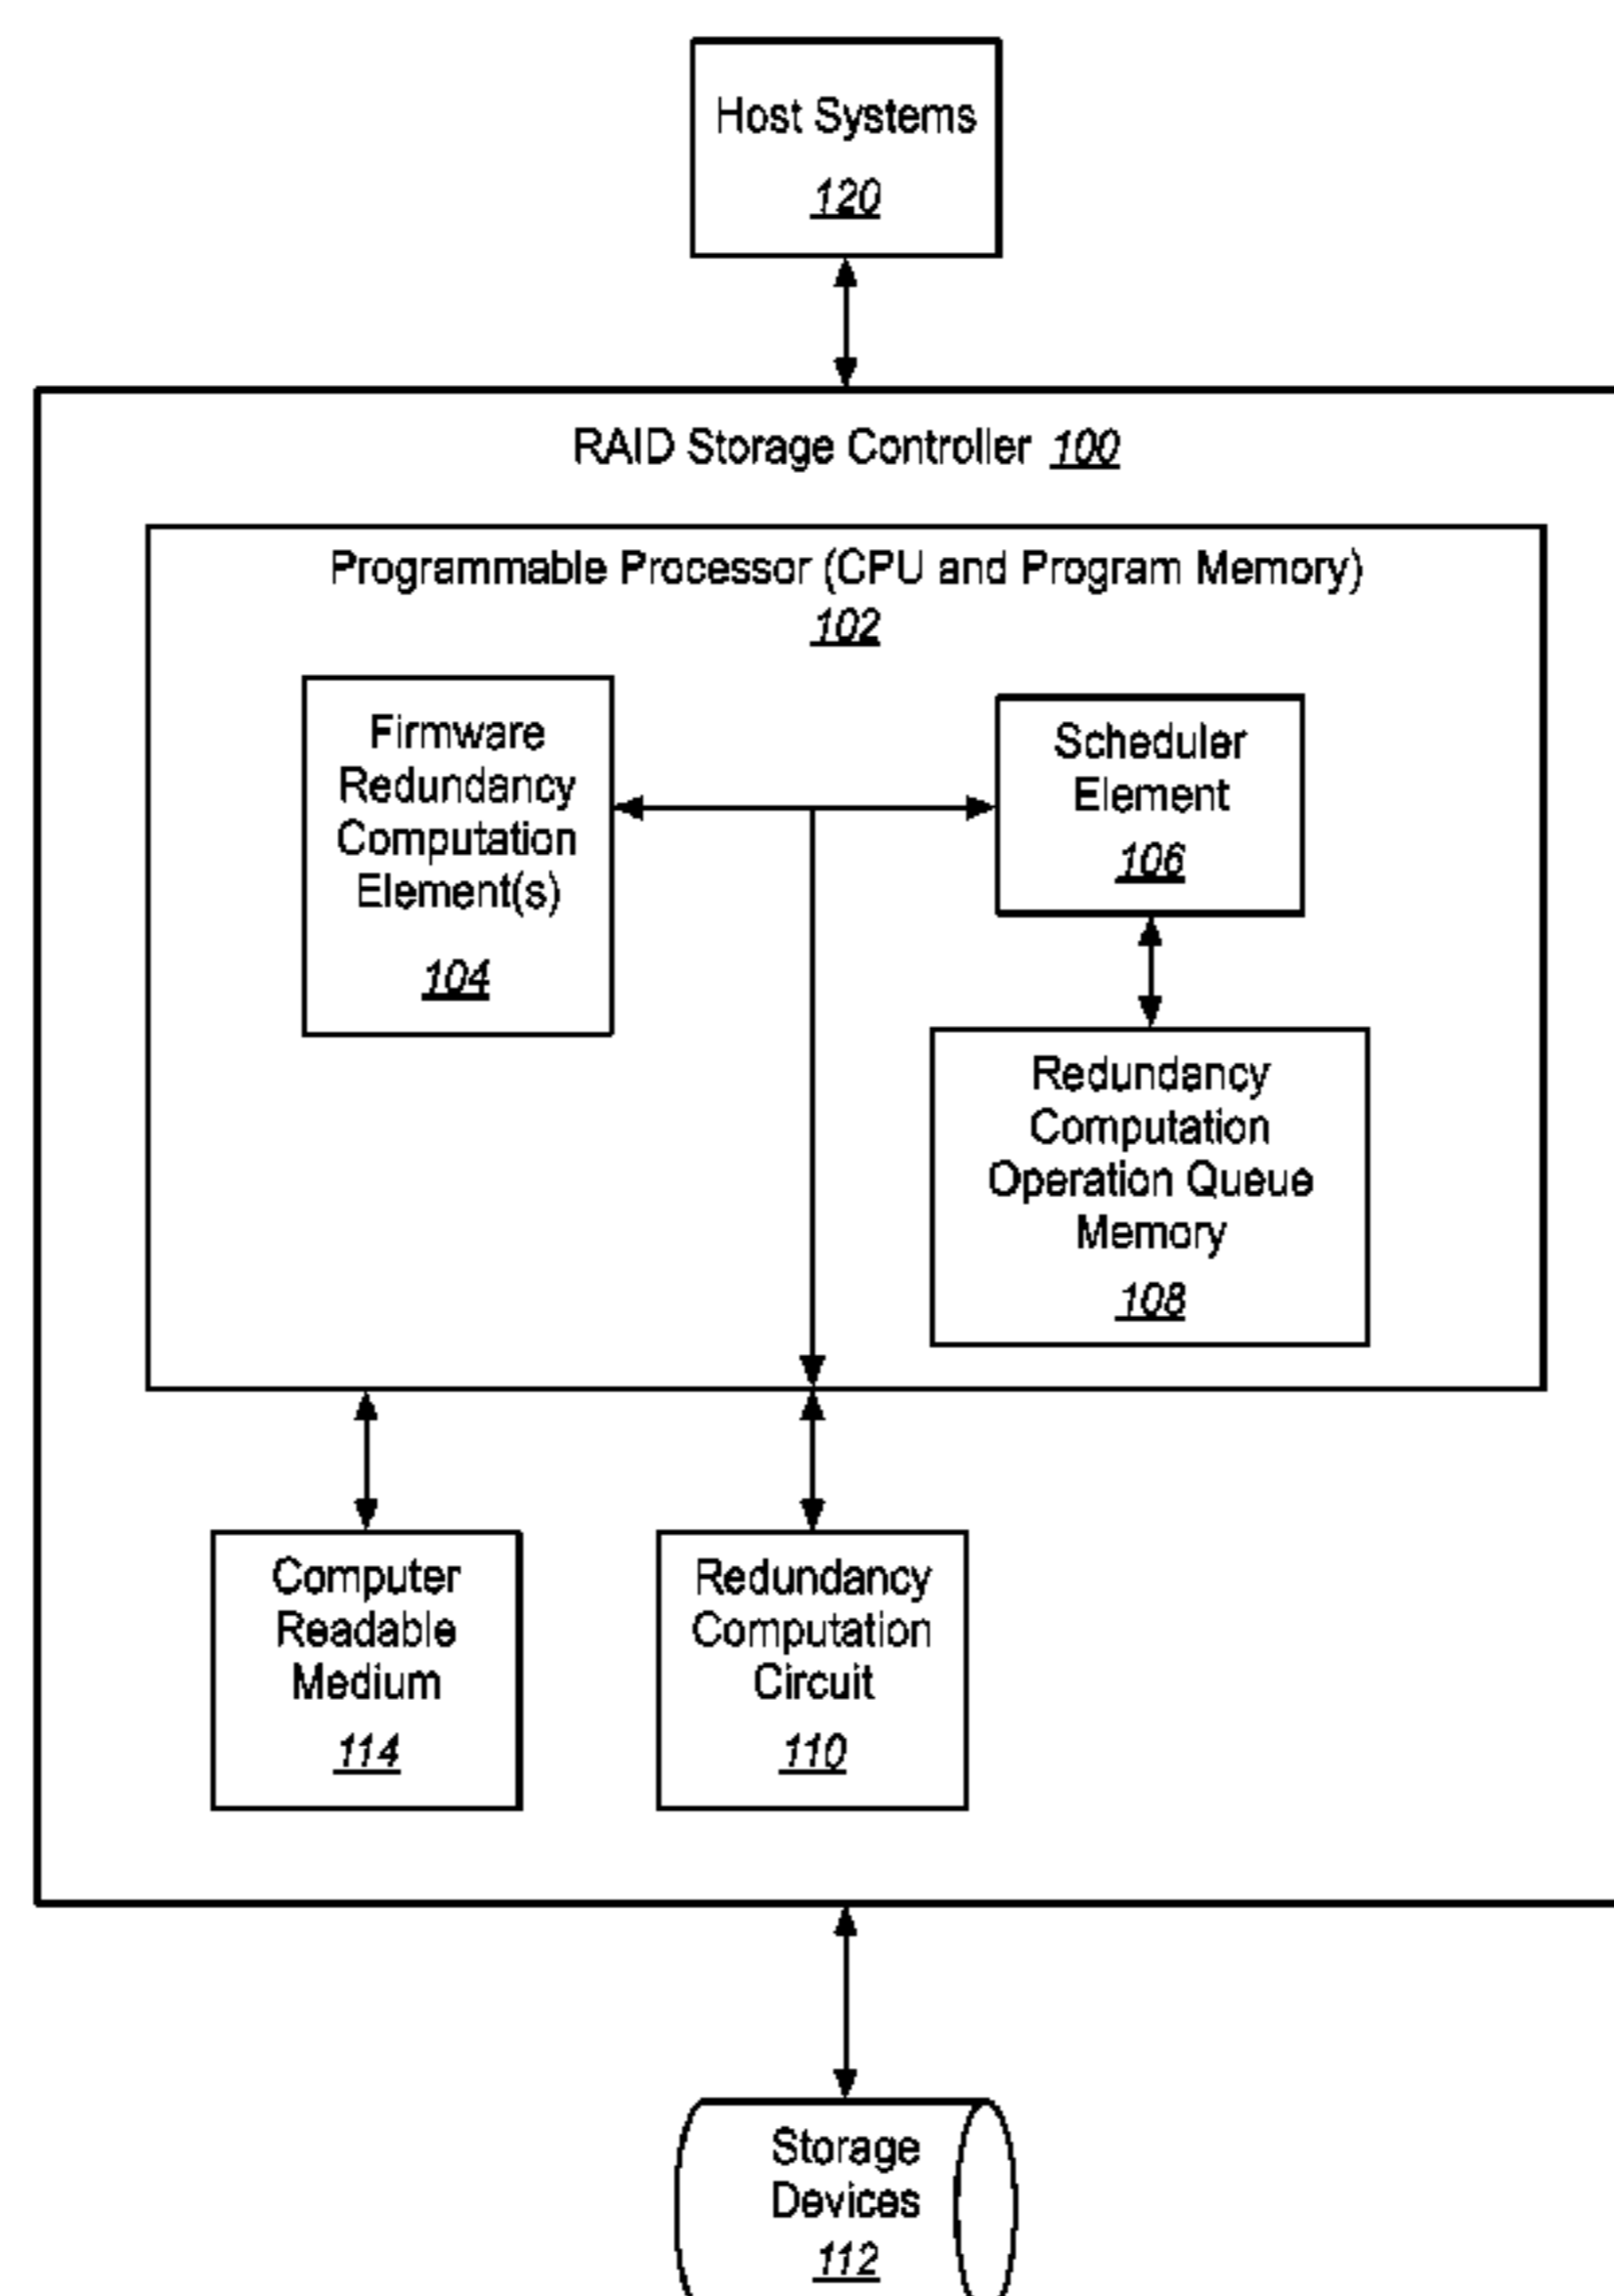 Host Systems
120
RAID Storage Controller 100
Programmable Processor (CPU and Program Memory)
102
Firmware
Redundancy
Computation
Element(s)
104
Scheduler
Element
106
Redundancy
Computation
Operation Queue
Memory
108
Computer
Readable
Medium
114
Redundancy
Computation
Circuit
110
Storage
Devices
112